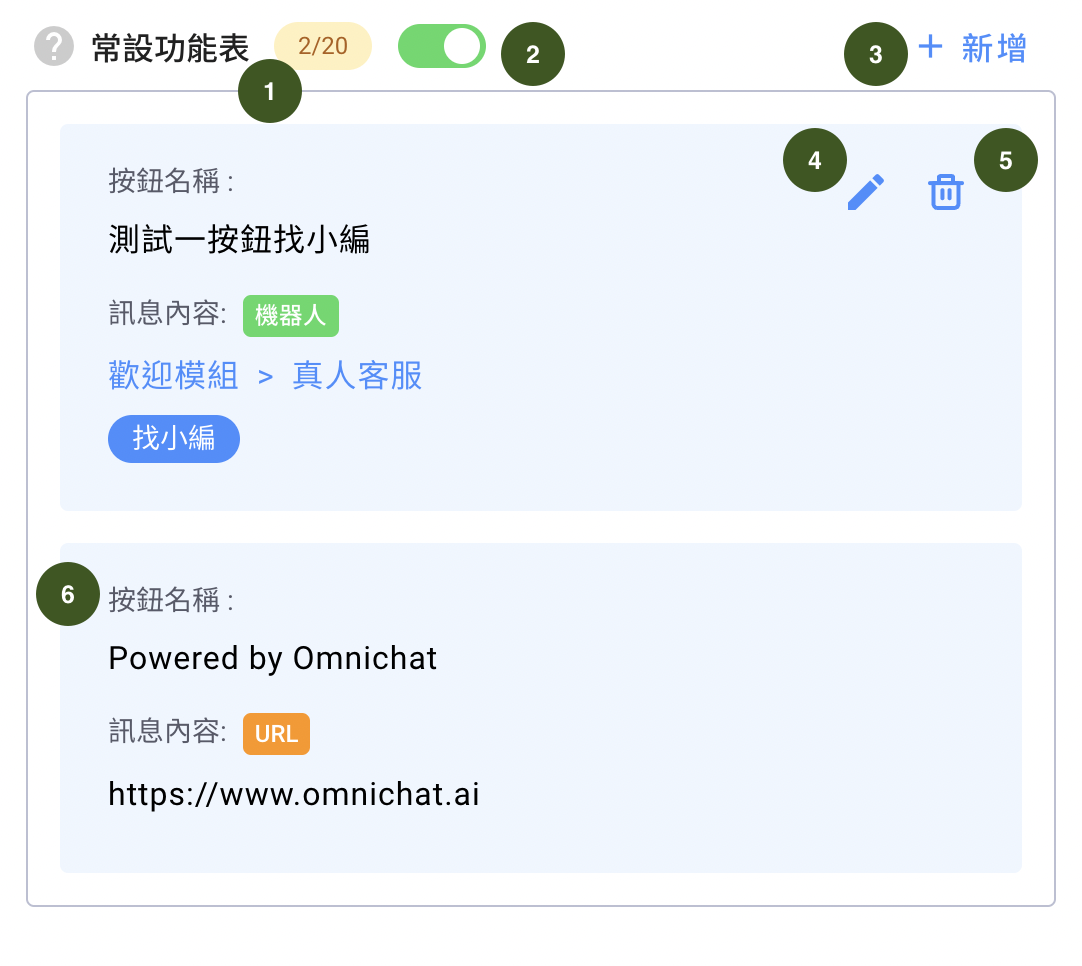 ? 常設功能表 2/20 2 3 + 新增
1
4 5
按鈕名稱 :
測試一按鈕找小編
訊息內容: 機器人
歡迎模組 > 真人客服
找小編
6 按鈕名稱 :
Powered by Omnichat
訊息內容: URL
https://www.omnichat.ai